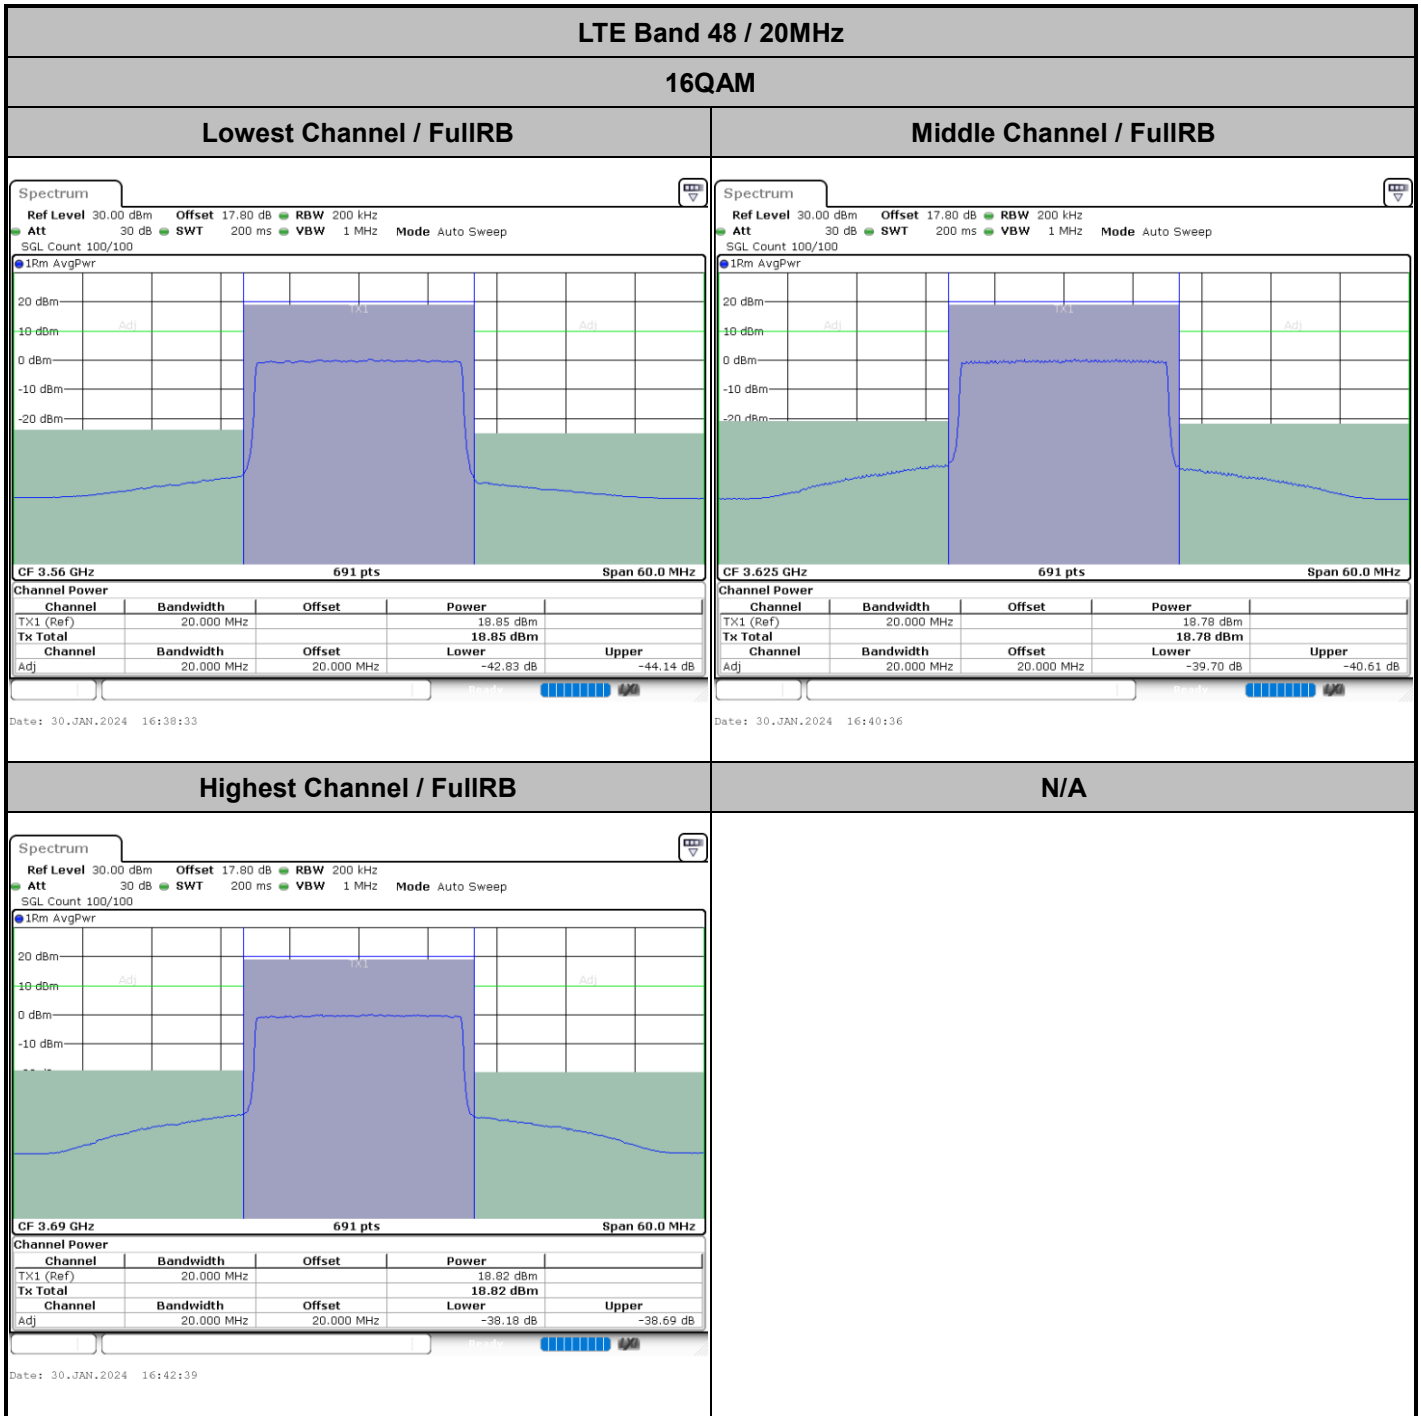 LTE Band 48 / 20MHz
16QAM
Lowest Channel / FullRB
Middle Channel / FullRB
Spectrum
Ref Level 30.00 dBm Offset 17.80 dB RBW 200 kHz
Att 30 dB SWT 200 ms VBW 1 MHz Mode Auto Sweep
SGL Count 100/100
1Rm AvgPwr
TX1
20 dBm
Adj
Adj
10 dBm
0 dBm
-10 dBm
-20 dBm
CF 3.56 GHz 691 pts Span 60.0 MHz
Channel Power
Channel Bandwidth Offset Power
TX1 (Ref) 20.000 MHz 18.85 dBm
Tx Total 18.85 dBm
Channel Bandwidth Offset Lower Upper
Adj 20.000 MHz 20.000 MHz -42.83 dB -44.14 dB
Ready
Date: 30.JAN.2024 16:38:33
Spectrum
Ref Level 30.00 dBm Offset 17.80 dB RBW 200 kHz
Att 30 dB SWT 200 ms VBW 1 MHz Mode Auto Sweep
SGL Count 100/100
1Rm AvgPwr
TX1
20 dBm
Adj
Adj
10 dBm
0 dBm
-10 dBm
-20 dBm
CF 3.625 GHz 691 pts Span 60.0 MHz
Channel Power
Channel Bandwidth Offset Power
TX1 (Ref) 20.000 MHz 18.78 dBm
Tx Total 18.78 dBm
Channel Bandwidth Offset Lower Upper
Adj 20.000 MHz 20.000 MHz -39.70 dB -40.61 dB
Ready
Date: 30.JAN.2024 16:40:36
Highest Channel / FullRB
N/A
Spectrum
Ref Level 30.00 dBm Offset 17.80 dB RBW 200 kHz
Att 30 dB SWT 200 ms VBW 1 MHz Mode Auto Sweep
SGL Count 100/100
1Rm AvgPwr
TX1
20 dBm
Adj
Adj
10 dBm
0 dBm
-10 dBm
CF 3.69 GHz 691 pts Span 60.0 MHz
Channel Power
Channel Bandwidth Offset Power
TX1 (Ref) 20.000 MHz 18.82 dBm
Tx Total 18.82 dBm
Channel Bandwidth Offset Lower Upper
Adj 20.000 MHz 20.000 MHz -38.18 dB -38.69 dB
Ready
Date: 30.JAN.2024 16:42:39